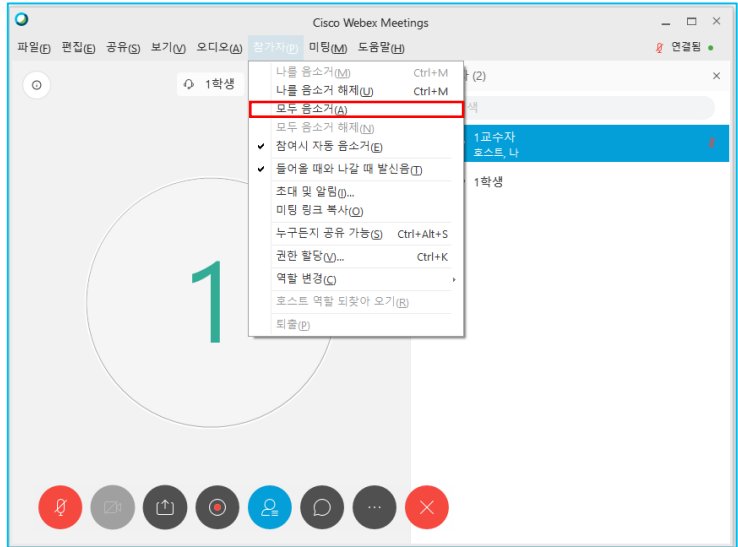 Cisco Webex Meetings
파일(F) 편집(E) 공유(S) 보기(V) 오디오(A) 참가자(P) 미팅(M) 도움말(H) 연결됨
1학생
(2)
나를 음소거(M) Ctrl+M
나를 음소거 해제(U) Ctrl+M
모두 음소거(A)
모두 음소거 해제(N)
참여시 자동 음소거(E)
들어올 때와 나갈 때 발신음(T)
초대 및 알림(I)...
미팅 링크 복사(O)
누구든지 공유 가능(S) Ctrl+Alt+S
권한 할당(V)... Ctrl+K
역할 변경(C)
호스트 역할 되찾아 오기(R)
퇴출(P)
색
1교수자
호스트, 나
1학생
1